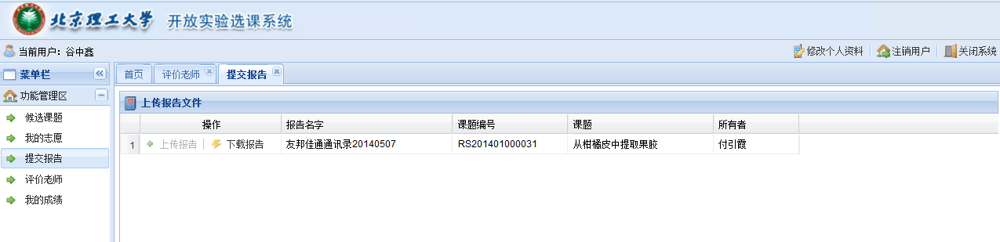 北京理工大学 开放实验选课系统
当前用户：谷中鑫 修改个人资料 注销用户 关闭系统
菜单栏 首页 评价老师 提交报告
功能管理区 上传报告文件
候选课题
我的志愿
提交报告
评价老师
我的成绩
操作 报告名字 课题编号 课题 所有者
1 上传报告 下载报告 友邦佳通通讯录20140507 RS201401000031 从柑橘皮中提取果胶 付引霞